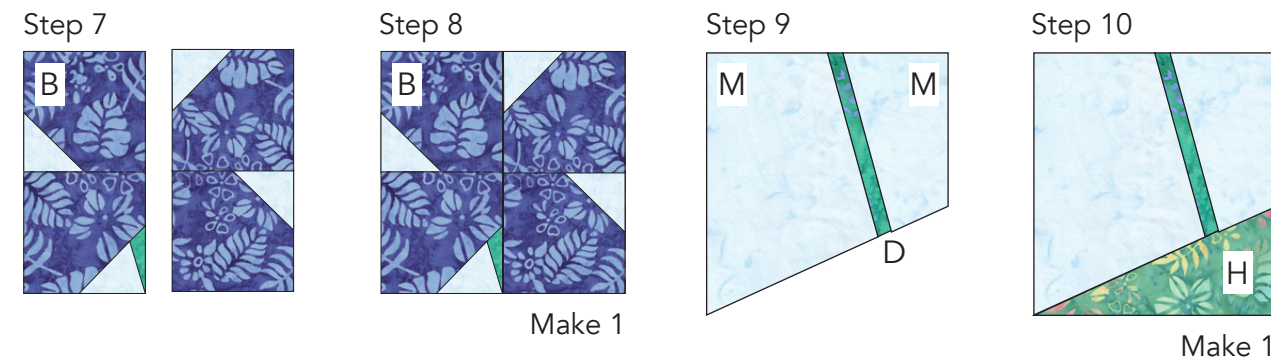 Step 7
B
Step 8
B
Make 1
Step 9
M
M
D
Step 10
H
Make 1